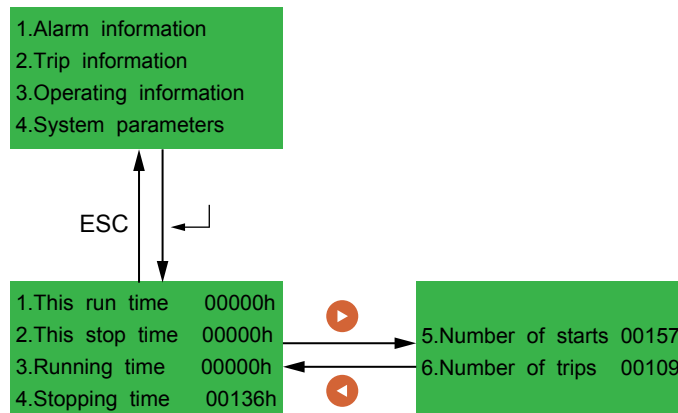 1.Alarm information
2.Trip information
3.Operating information
4.System parameters
ESC
1.This run time 00000h
2.This stop time 00000h
3.Running time 00000h
4.Stopping time 00136h
5.Number of starts 00157
6.Number of trips 00109